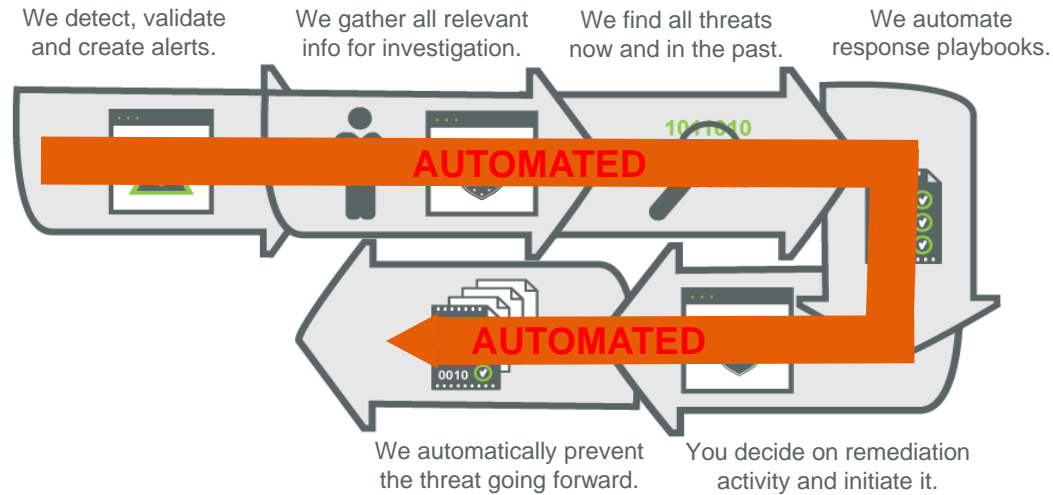 We detect, validate
and create alerts.
We gather all relevant
info for investigation.
We find all threats
now and in the past.
We automate
response playbooks.
1011010
AUTOMATED
AUTOMATED
0010
We automatically prevent
the threat going forward.
You decide on remediation
activity and initiate it.